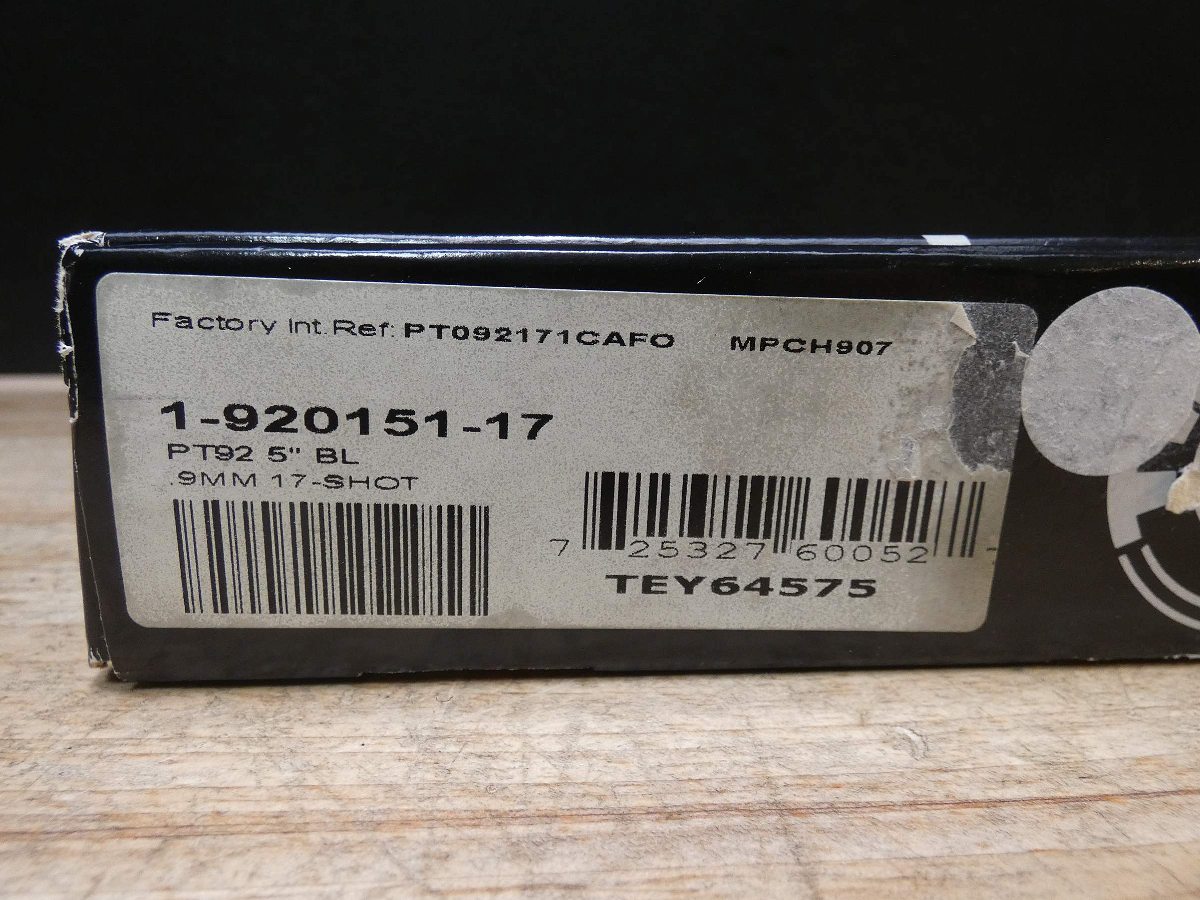 Factory Int.Ref: PT092171CAFO MPCH907
1-920151-17
PT92 5" BL
.9MM 17-SHOT
7 25327 60052
TEY64575